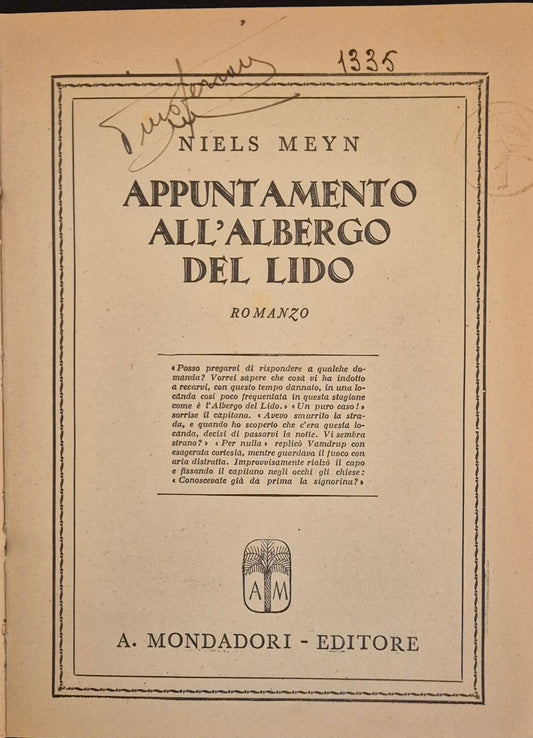 1335
NIELS MEYN
APPUNTAMENTO
ALL'ALBERGO
DEL LIDO
ROMANZO
« Posso pregarvi di rispondere a qualche do-
manda? Vorrei sapere che cosa vi ha indotto
a recarvi, con questo tempo dannato, in una lo-
canda così poco frequentata in questa stagione
come è l'Albergo del Lido. » « Un puro caso! »
sorrise il capitano. « Avevo smarrito la stra-
da, e quando ho scoperto che c'era questa lo-
canda, decisi di passarvi la notte. Vi sembra
strano? » « Per nulla » replicò Vamdrup con
esagerata cortesia, mentre guardava il fuoco con
aria distratta. Improvvisamente rialzò il capo
e fissando il capitano negli occhi gli chiese:
« Conoscevate già da prima la signorina? »
A M
A. MONDADORI - EDITORE